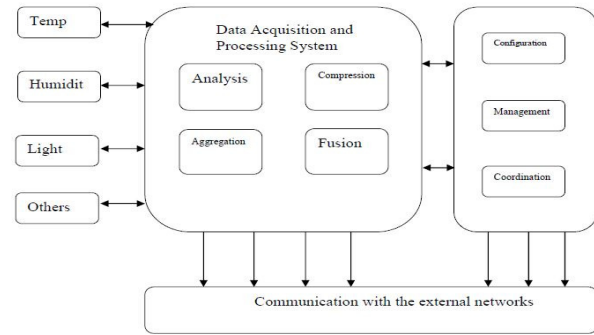 Temp
Humidit
Light
Others
Data Acquisition and
Processing System
Analysis
Compression
Aggregation
Fusion
Configuration
Management
Coordination
Communication with the external networks